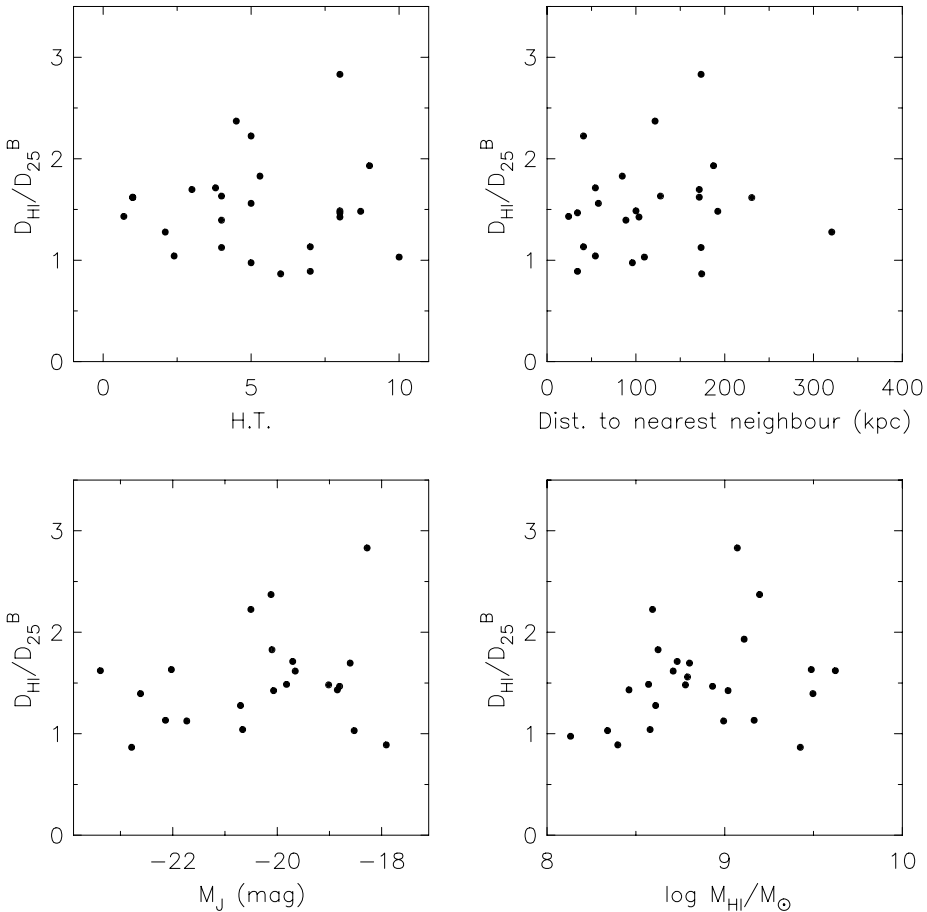 3
2
1
0
D_HI/D_25^B
0 5 10
H.T.
3
2
1
0
D_HI/D_25^B
0 100 200 300 400
Dist. to nearest neighbour (kpc)
3
2
1
0
D_HI/D_25^B
−22 −20 −18
M_J (mag)
3
2
1
0
D_HI/D_25^B
8 9 10
log M_HI/M_⊙